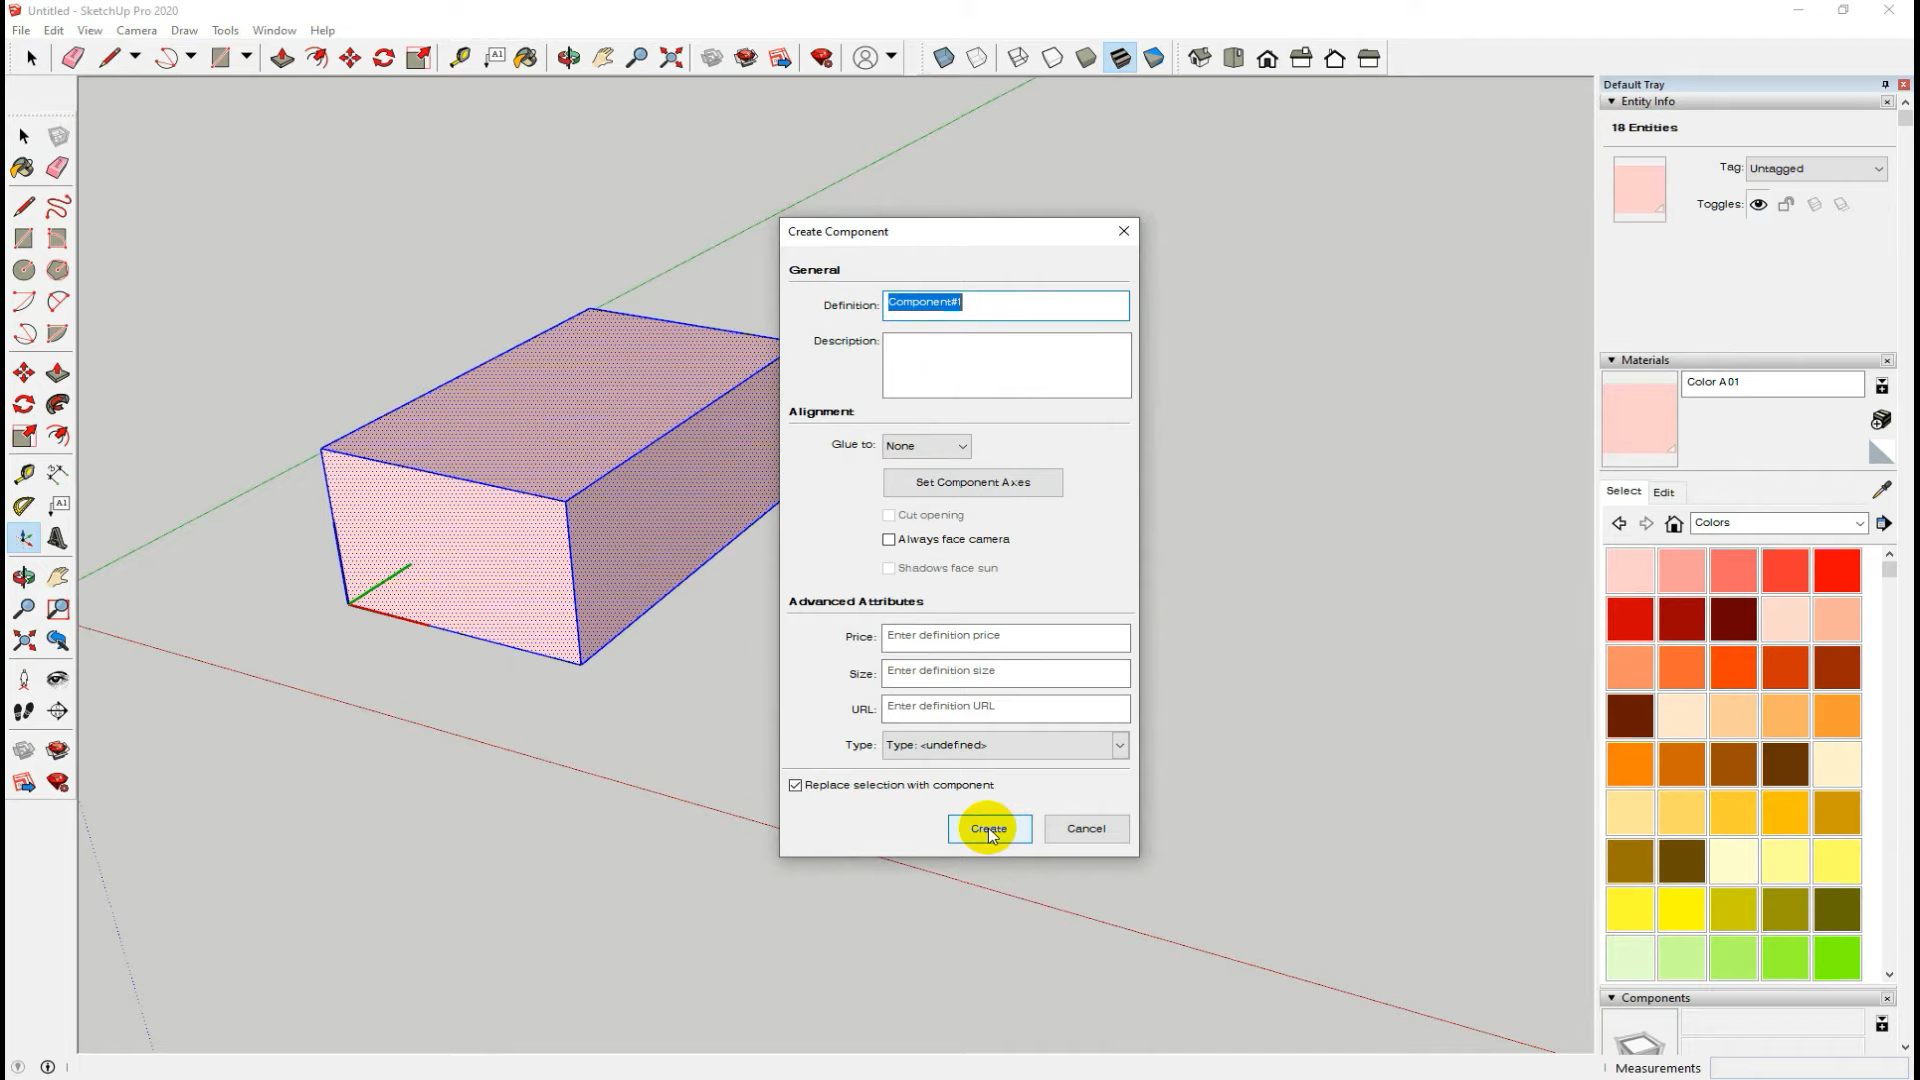 Untitled - SketchUp Pro 2020
File Edit View Camera Draw Tools Window Help
Default Tray
Entity Info
18 Entities
Tag: Untagged
Toggles:
Create Component
General
Definition: Component#1
Description:
Alignment
Glue to: None
Set Component Axes
Cut opening
Always face camera
Shadows face sun
Advanced Attributes
Price: Enter definition price
Size: Enter definition size
URL: Enter definition URL
Type: Type: <undefined>
Replace selection with component
Create Cancel
Materials
Color A01
Select Edit
Colors
Components
Measurements